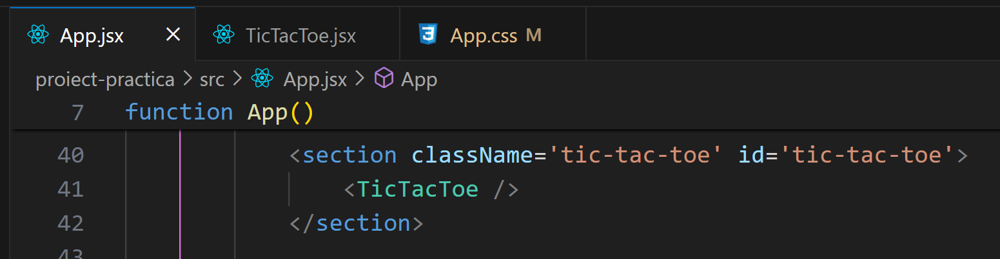 App.jsx × TicTacToe.jsx App.css M
proiect-practica > src > App.jsx > App
7 function App()
40 <section className='tic-tac-toe' id='tic-tac-toe'>
41 <TicTacToe />
42 </section>
43